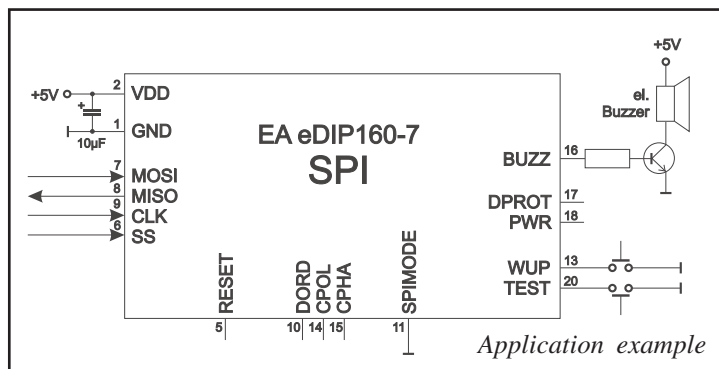 +5V
2
VDD
+5V
+
1
GND
10µF
EA eDIP160-7
SPI
el.
Buzzer
7
MOSI
8
MISO
9
CLK
6
SS
16
BUZZ
DPROT
17
PWR
18
WUP
13
TEST
20
RESET
DORD
CPOL
CPHA
SPIMODE
5
10
14
15
11
Application example